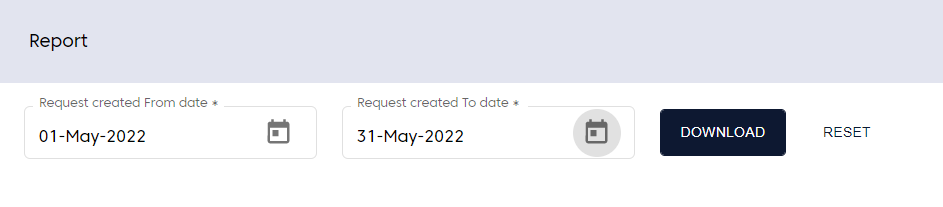 Report
Request created From date *
01-May-2022
Request created To date *
31-May-2022
DOWNLOAD
RESET